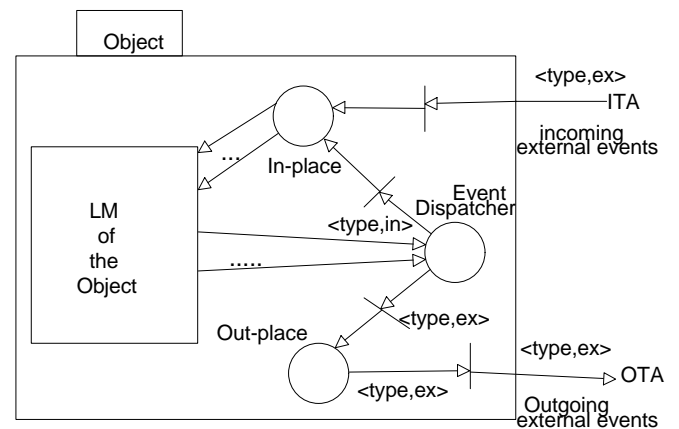 Object
<type,ex>
ITA
incoming
external events
...
In-place
Event
Dispatcher
LM
of
the
Object
<type,in>
.....
<type,ex>
Out-place
<type,ex>
OTA
<type,ex>
Outgoing
external events